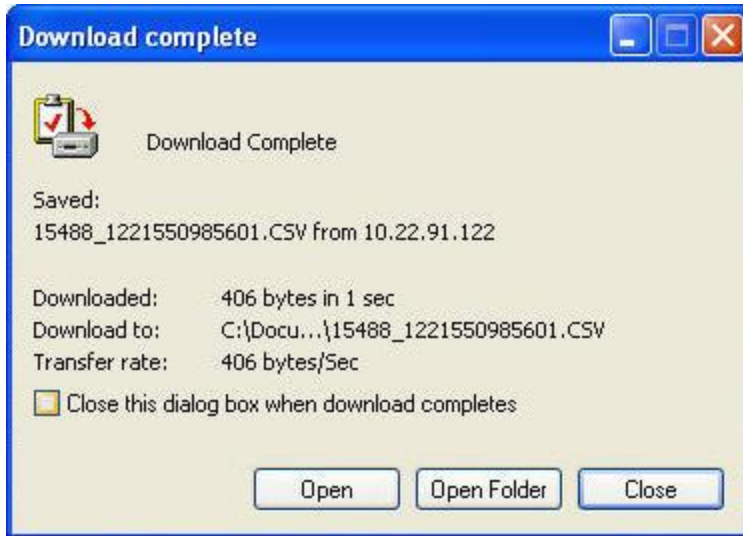 Download complete
Download Complete
Saved:
15488_1221550985601.CSV from 10.22.91.122
Downloaded: 406 bytes in 1 sec
Download to: C:\Docu...\15488_1221550985601.CSV
Transfer rate: 406 bytes/Sec
Close this dialog box when download completes
Open Open Folder Close